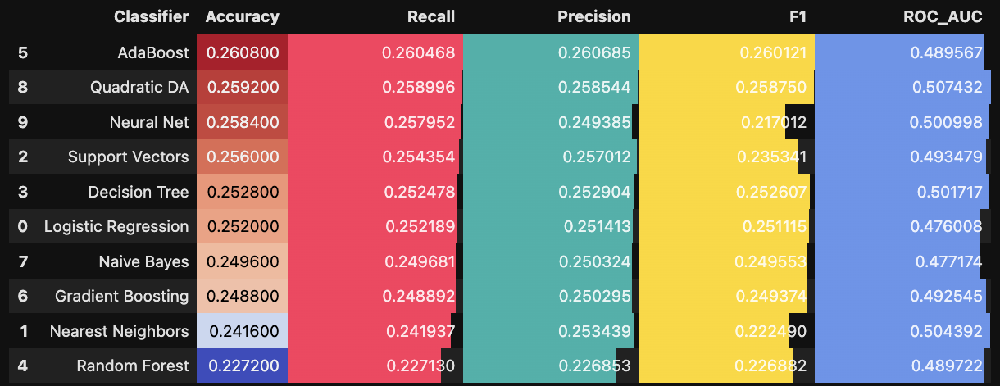 Classifier Accuracy Recall Precision F1 ROC_AUC
5 AdaBoost 0.260800 0.260468 0.260685 0.260121 0.489567
8 Quadratic DA 0.259200 0.258996 0.258544 0.258750 0.507432
9 Neural Net 0.258400 0.257952 0.249385 0.217012 0.500998
2 Support Vectors 0.256000 0.254354 0.257012 0.235341 0.493479
3 Decision Tree 0.252800 0.252478 0.252904 0.252607 0.501717
0 Logistic Regression 0.252000 0.252189 0.251413 0.251115 0.476008
7 Naive Bayes 0.249600 0.249681 0.250324 0.249553 0.477174
6 Gradient Boosting 0.248800 0.248892 0.250295 0.249374 0.492545
1 Nearest Neighbors 0.241600 0.241937 0.253439 0.222490 0.504392
4 Random Forest 0.227200 0.227130 0.226853 0.226882 0.489722